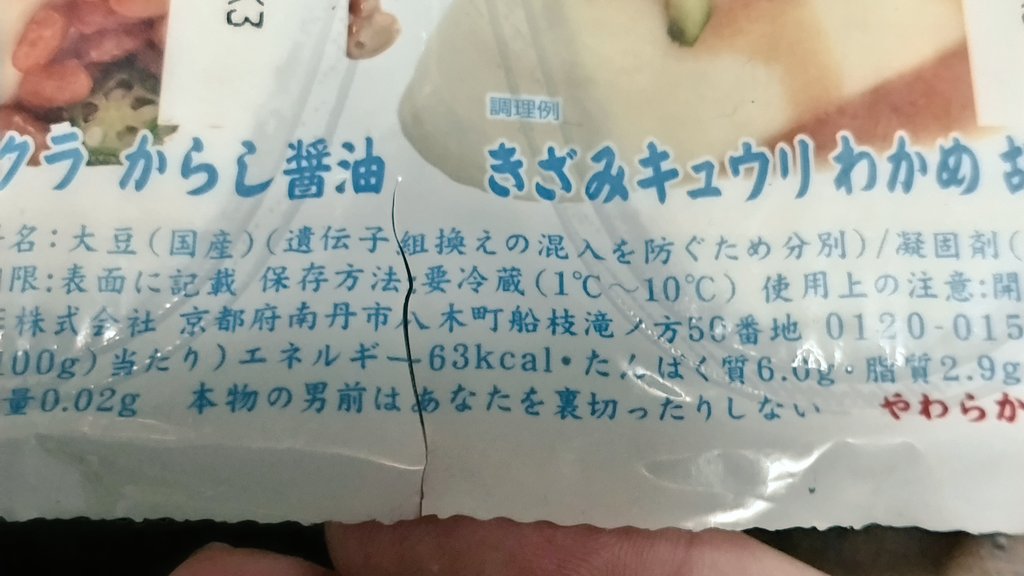 調理例
クラ からし醤油
きざみキュウリ わかめ
名：大豆(国産)(遺伝子組換えの混入を防ぐため分別)/凝固剤(
限:表面に記載 保存方法:要冷蔵(1℃～10℃) 使用上の注意:開
株式会社 京都府南丹市八木町船枝滝ノ方56番地 0120-015
100g)当たり)エネルギー63kcal・たんぱく質6.0g・脂質2.9g
量0.02g 本物の男前はあなたを裏切ったりしない やわらか